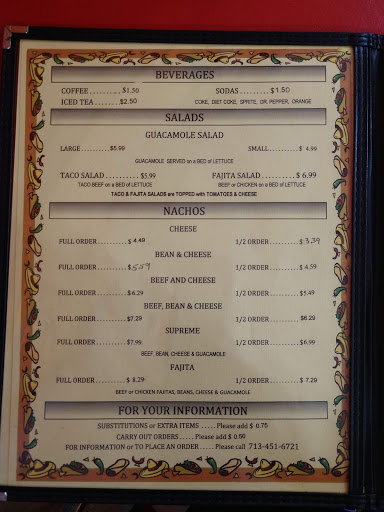 BEVERAGES
COFFEE .......... $1.50 SODAS .......... $1.50
ICED TEA ........ $2.50 COKE, DIET COKE, SPRITE, DR. PEPPER, ORANGE
SALADS
GUACAMOLE SALAD
LARGE ......... $5.99 SMALL .......... $ 4.99
GUACAMOLE SERVED on a BED of LETTUCE
TACO SALAD .......... $5.99 FAJITA SALAD ....... $ 6.99
TACO BEEF on a BED of LETTUCE BEEF or CHICKEN on a BED of LETTUCE
TACO & FAJITA SALADS are TOPPED with TOMATOES & CHEESE
NACHOS
CHEESE
FULL ORDER .......... $ 4.49 1/2 ORDER .......... $ 3.39
BEAN & CHEESE
FULL ORDER .......... $5.59 1/2 ORDER .......... $ 4.59
BEEF AND CHEESE
FULL ORDER .......... $6.29 1/2 ORDER .......... $5.49
BEEF, BEAN & CHEESE
FULL ORDER .......... $7.29 1/2 ORDER .......... $6.29
SUPREME
FULL ORDER .......... $7.99 1/2 ORDER .......... $6.99
BEEF, BEAN, CHEESE & GUACAMOLE
FAJITA
FULL ORDER .......... $ 8.29 1/2 ORDER .......... $ 7.29
BEEF or CHICKEN FAJITAS, BEANS, CHEESE & GUACAMOLE
FOR YOUR INFORMATION
SUBSTITUTIONS or EXTRA ITEMS ..... Please add $ 0.75
CARRY OUT ORDERS ..... Please add $ 0.50
FOR INFORMATION or TO PLACE AN ORDER ..... Please call 713-451-6721